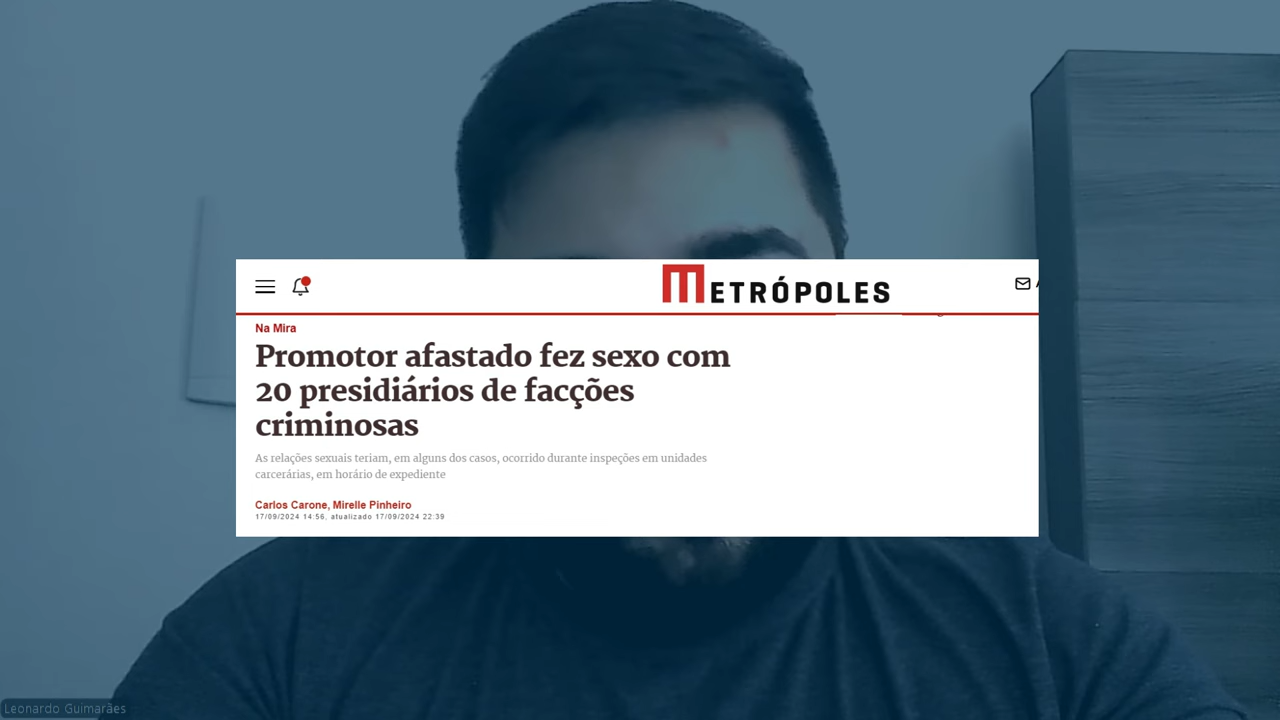 METRÓPOLES
Na Mira
Promotor afastado fez sexo com
20 presidiários de facções
criminosas
As relações sexuais teriam, em alguns dos casos, ocorrido durante inspeções em unidades
carcerárias, em horário de expediente
Carlos Carone, Mirelle Pinheiro
17/09/2024 14:56, atualizado 17/09/2024 22:39
Leonardo Guimarães